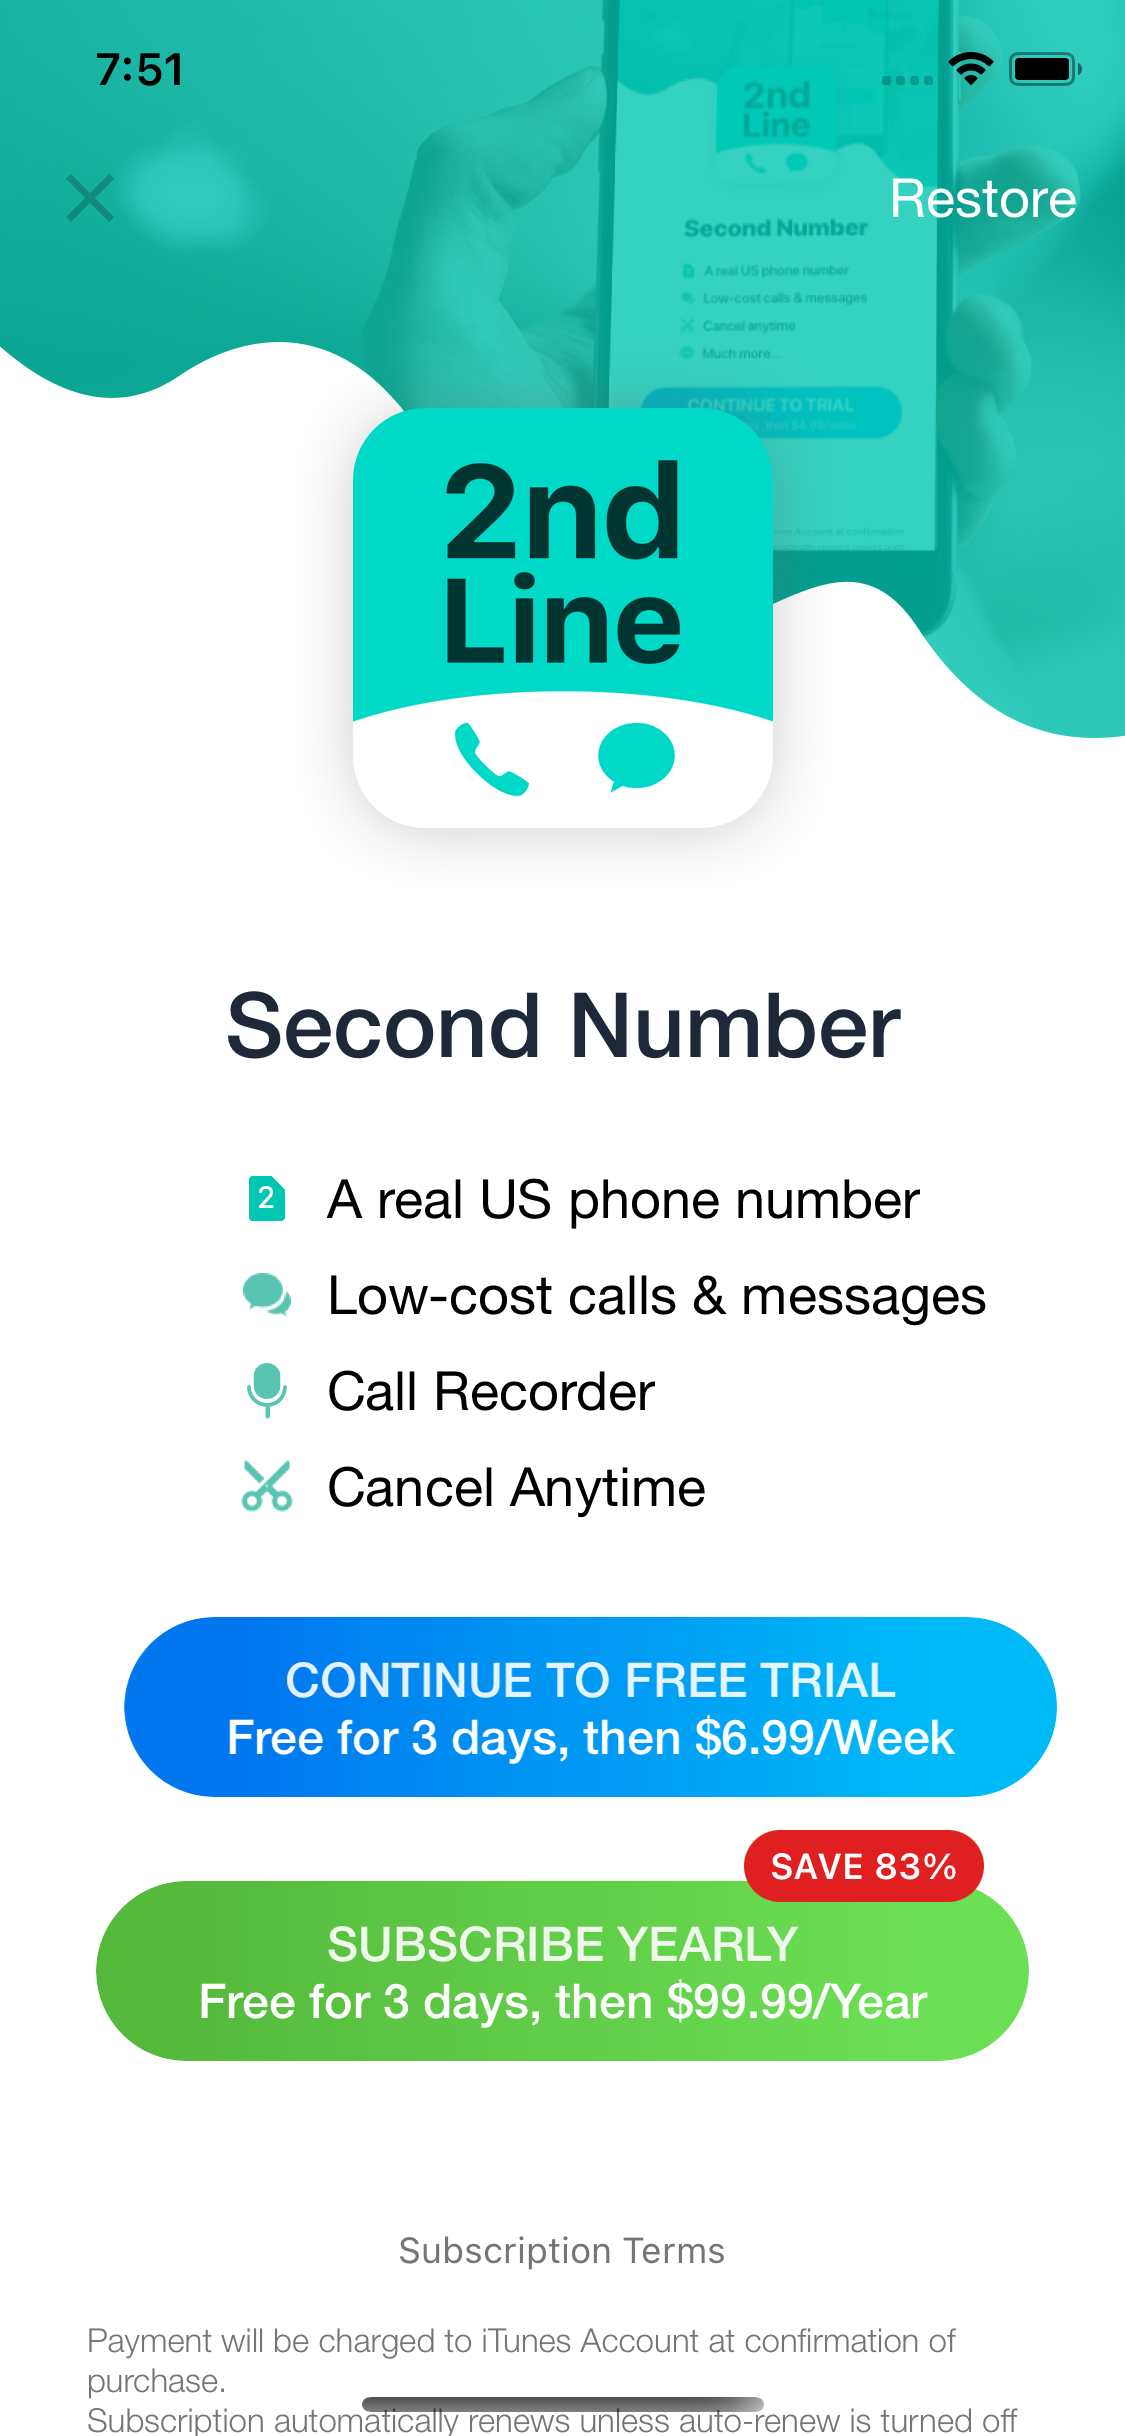 7:51
Restore
2nd
Line
Second Number
A real US phone number
Low-cost calls & messages
Cancel anytime
Much more...
CONTINUE TO TRIAL
then $4.99/week
2nd
Line
Second Number
2
A real US phone number
Low-cost calls & messages
Call Recorder
Cancel Anytime
CONTINUE TO FREE TRIAL
Free for 3 days, then $6.99/Week
SAVE 83%
SUBSCRIBE YEARLY
Free for 3 days, then $99.99/Year
Subscription Terms
Payment will be charged to iTunes Account at confirmation of
purchase.
Subscription automatically renews unless auto-renew is turned off